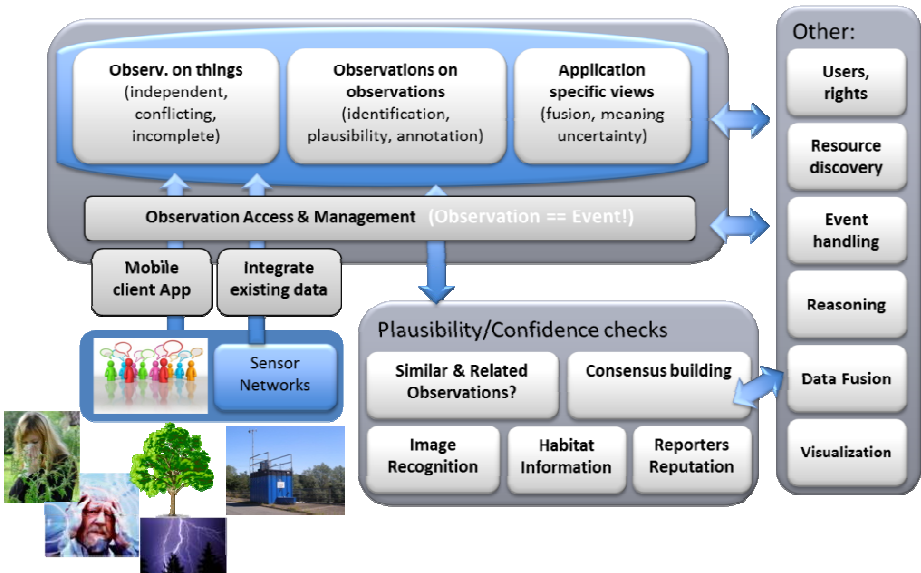 Observ. on things
(independent,
conflicting,
incomplete)
Observations on
observations
(identification,
plausibility, annotation)
Application
specific views
(fusion, meaning
uncertainty)
Observation Access & Management (Observation == Event!)
Mobile
client App
Integrate
existing data
Sensor
Networks
Plausibility/Confidence checks
Similar & Related
Observations?
Consensus building
Image
Recognition
Habitat
Information
Reporters
Reputation
Other:
Users,
rights
Resource
discovery
Event
handling
Reasoning
Data Fusion
Visualization